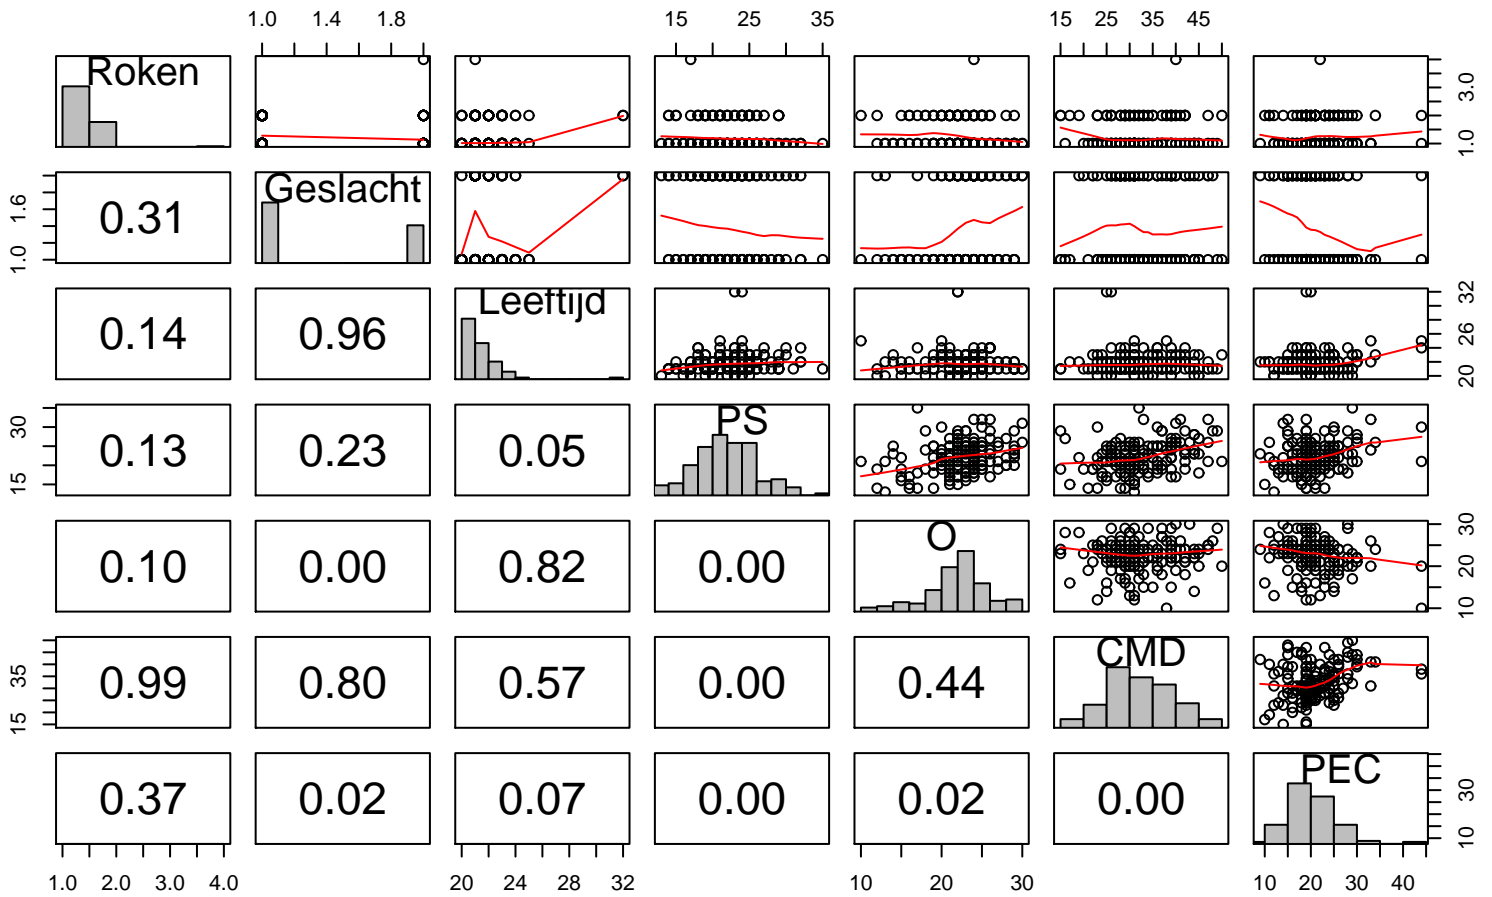 1.0 1.4 1.8 15 25 35 15 25 35 45
Roken 1.0 3.0
1.0 1.6 0.31 Geslacht
0.14 0.96 Leeftijd 20 26 32
15 30 0.13 0.23 0.05 PS
0.10 0.00 0.82 0.00 O 10 20 30
15 35 0.99 0.80 0.57 0.00 0.44 CMD
0.37 0.02 0.07 0.00 0.02 0.00 PEC 10 30
1.0 2.0 3.0 4.0 20 24 28 32 10 20 30 10 20 30 40